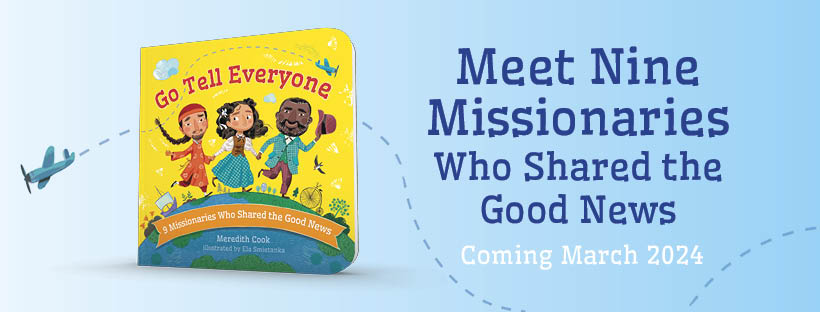 Go Tell Everyone
9 Missionaries Who Shared the Good News
Meredith Cook
illustrated by Ela Smietanka
Meet Nine
Missionaries
Who Shared the
Good News
Coming March 2024